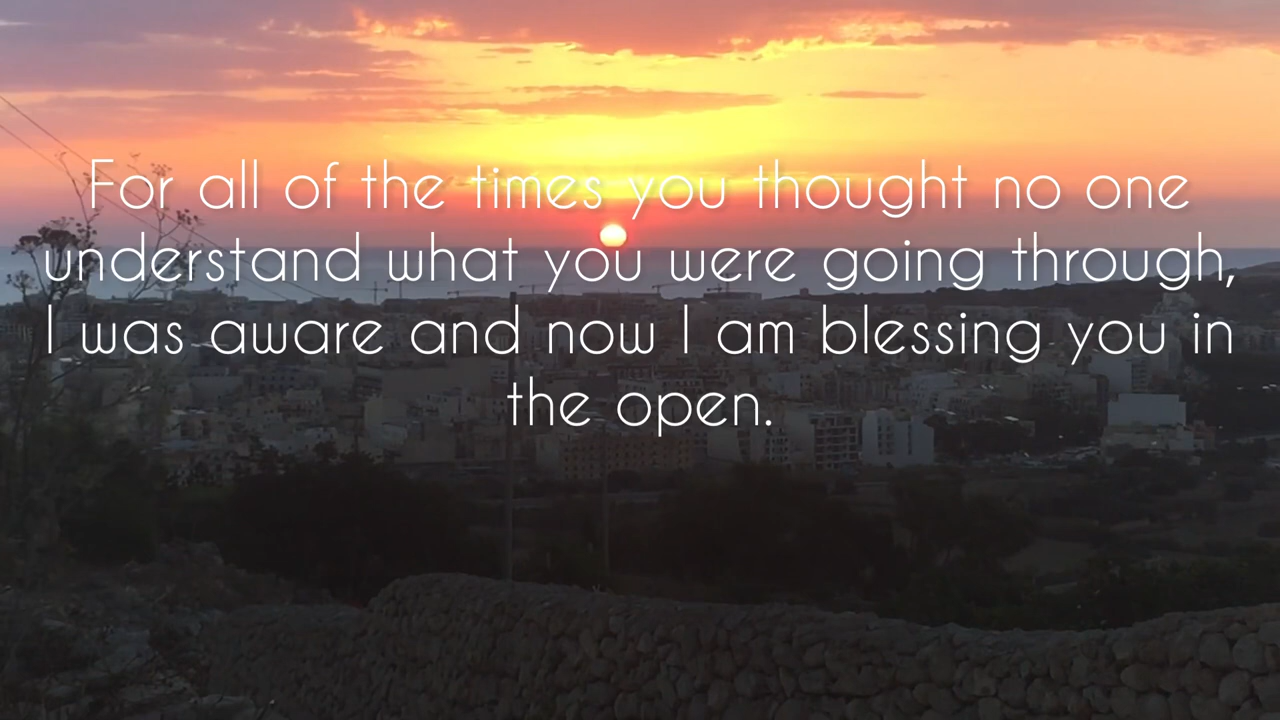 For all of the times you thought no one
understand what you were going through,
I was aware and now I am blessing you in
the open.